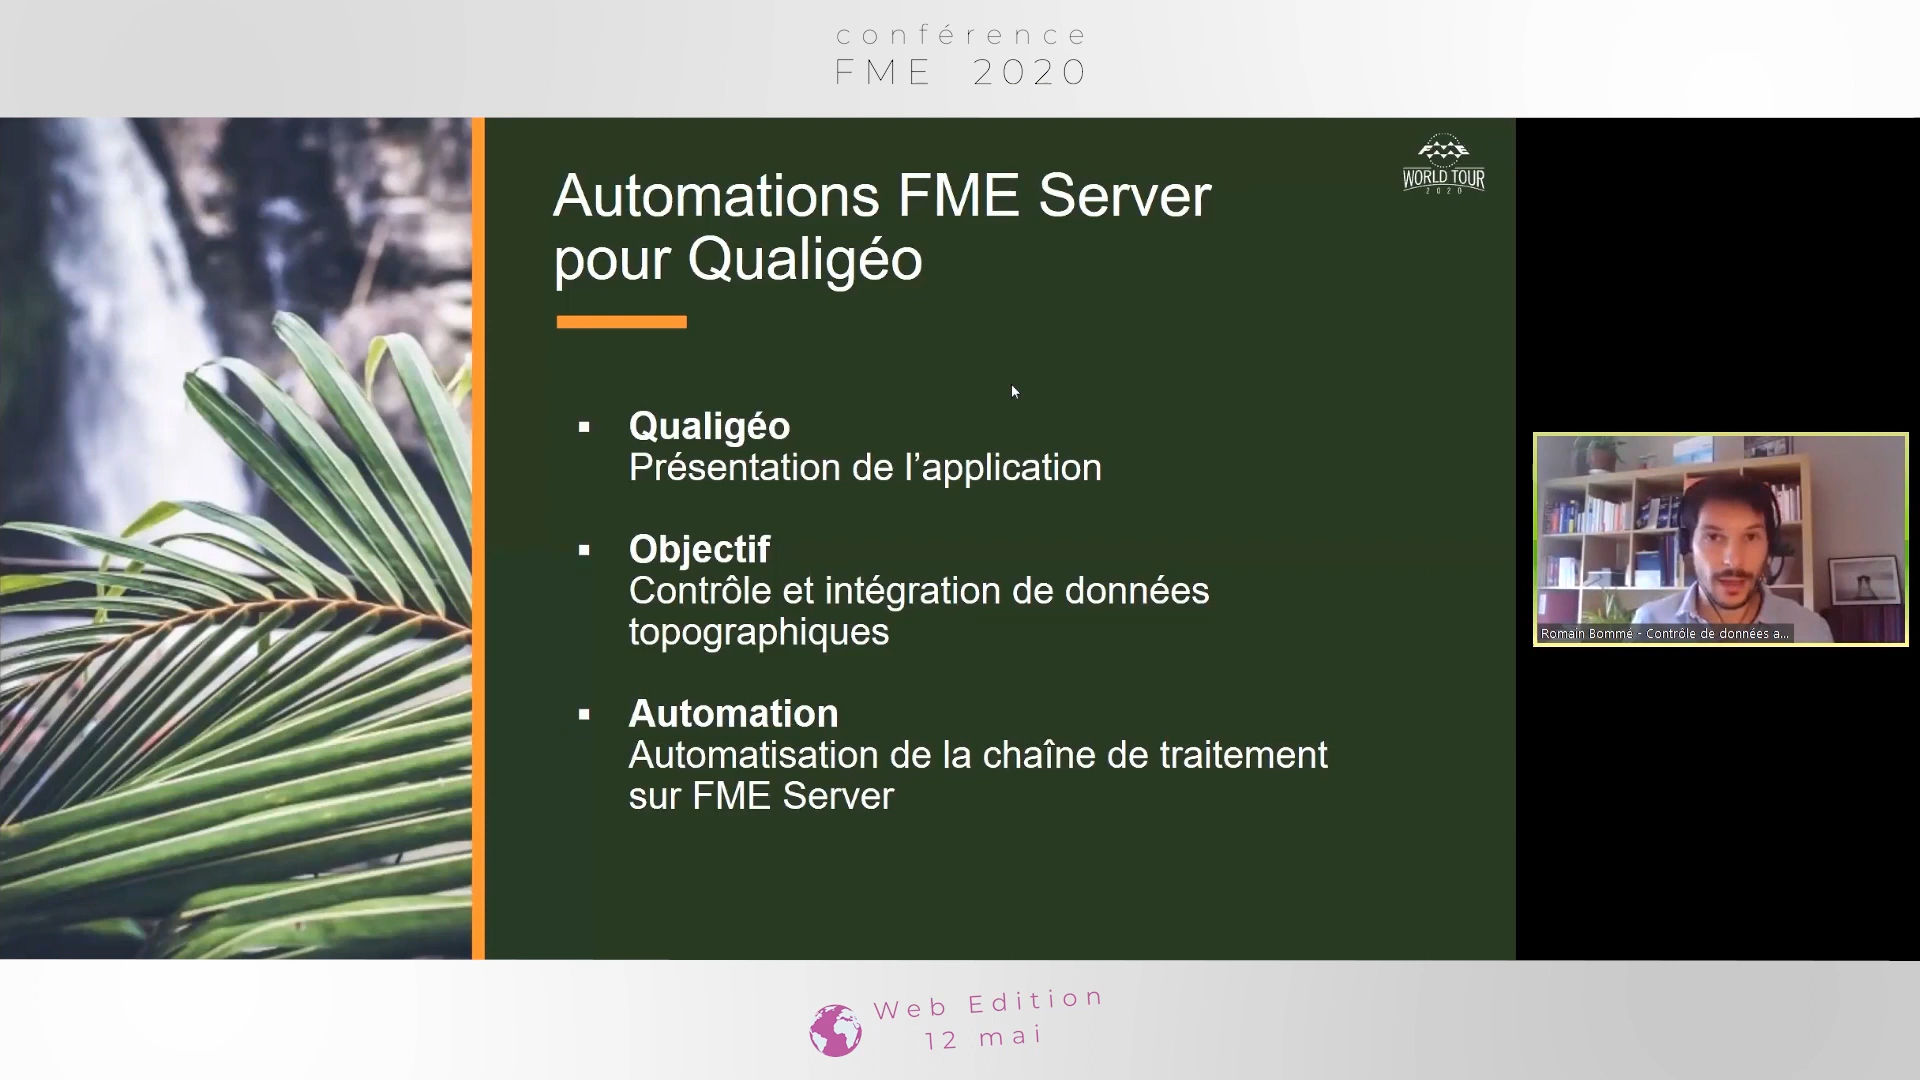 conférence
FME 2020
WORLD TOUR
2020
Automations FME Server
pour Qualigéo
▪ Qualigéo
Présentation de l’application
▪ Objectif
Contrôle et intégration de données
topographiques
▪ Automation
Automatisation de la chaîne de traitement
sur FME Server
Romain Bommé - Contrôle de données a...
Web Edition
12 mai